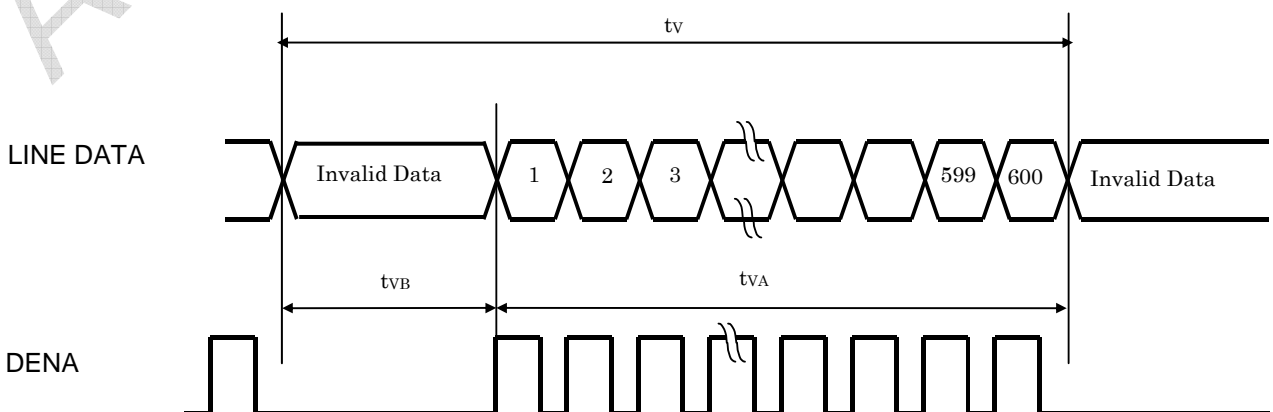 tV
LINE DATA
Invalid Data 1 2 3 599 600 Invalid Data
tVB tVA
DENA